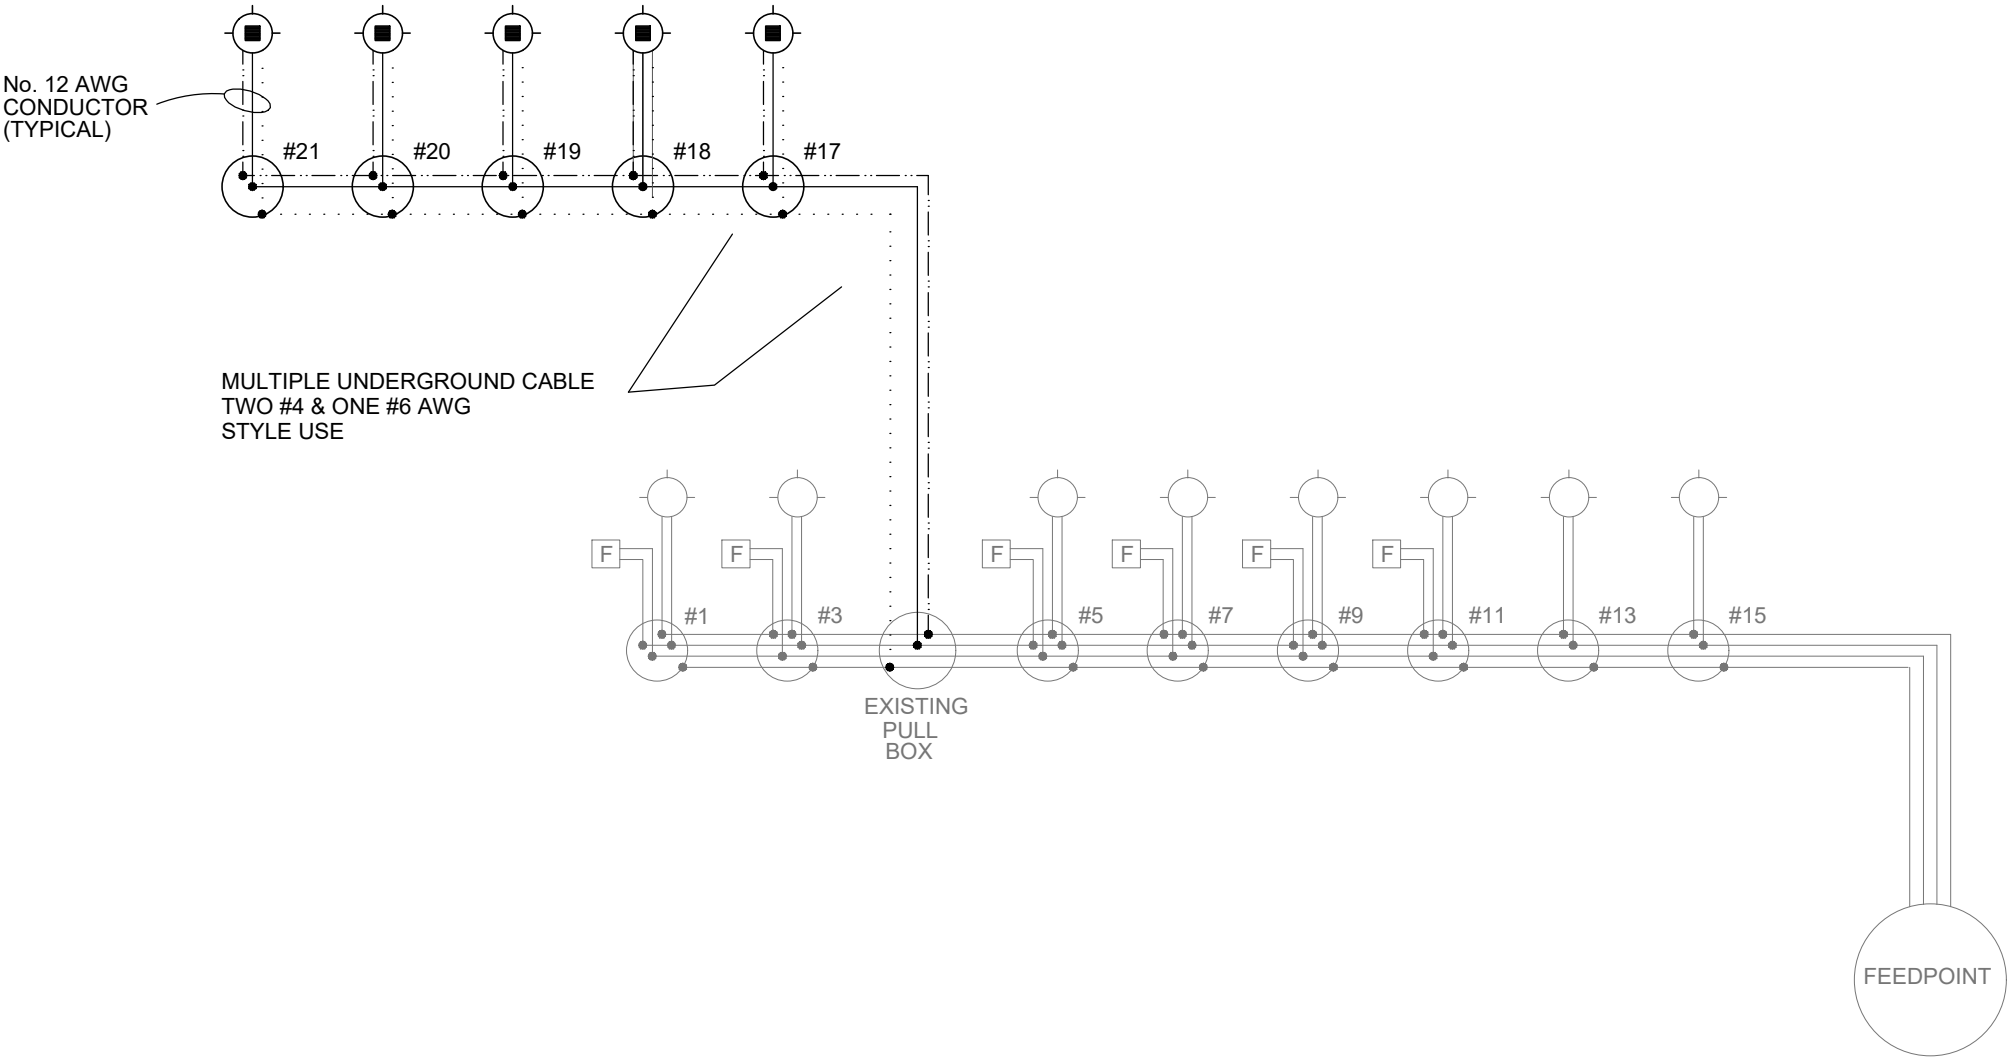 No. 12 AWG
CONDUCTOR
(TYPICAL)
#21
#20
#19
#18
#17
MULTIPLE UNDERGROUND CABLE
TWO #4 & ONE #6 AWG
STYLE USE
F
F
F
F
F
F
#1
#3
#5
#7
#9
#11
#13
#15
EXISTING
PULL
BOX
FEEDPOINT